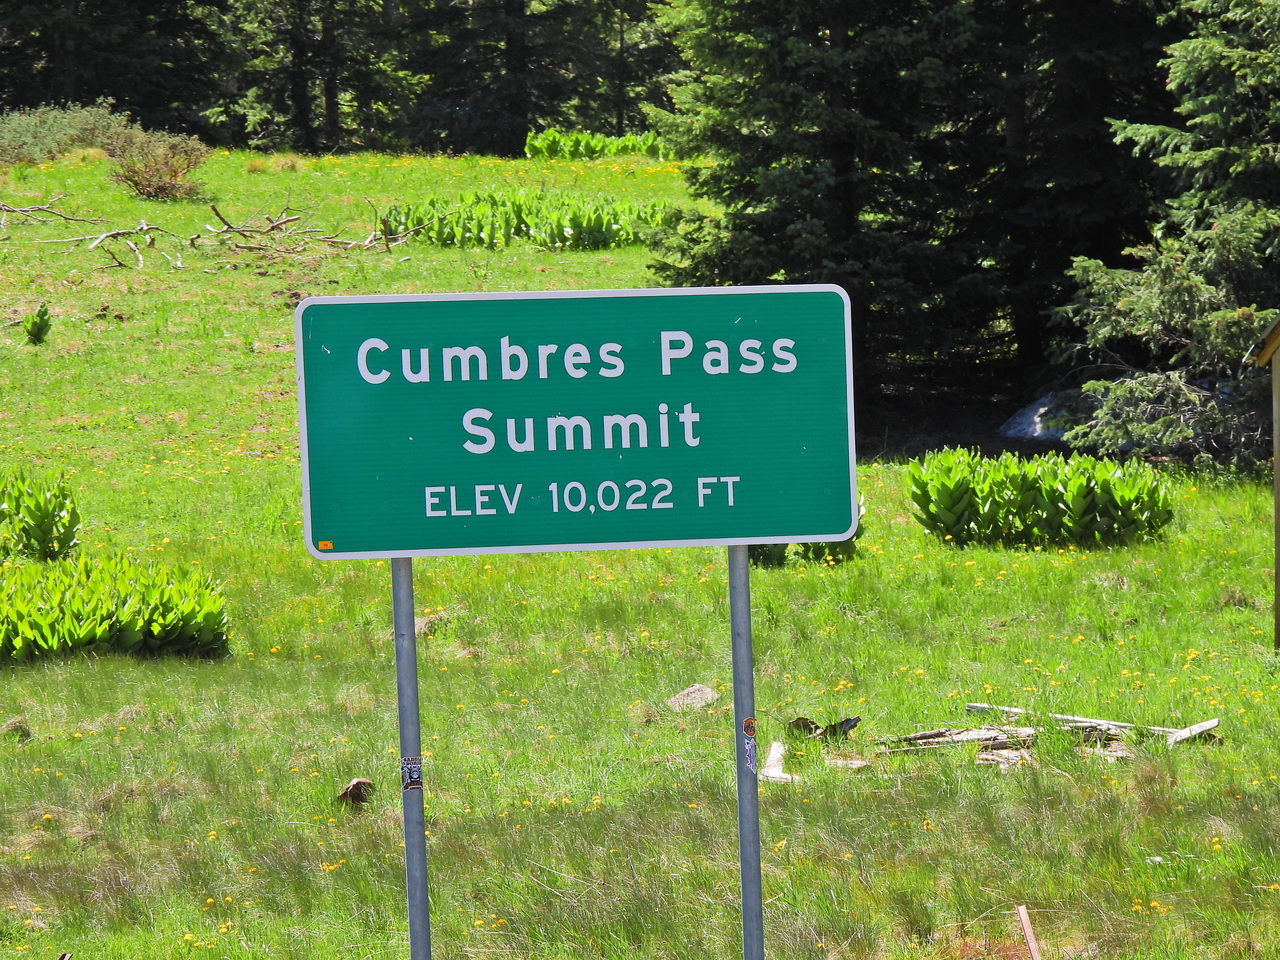 Cumbres Pass
Summit
ELEV 10,022 FT